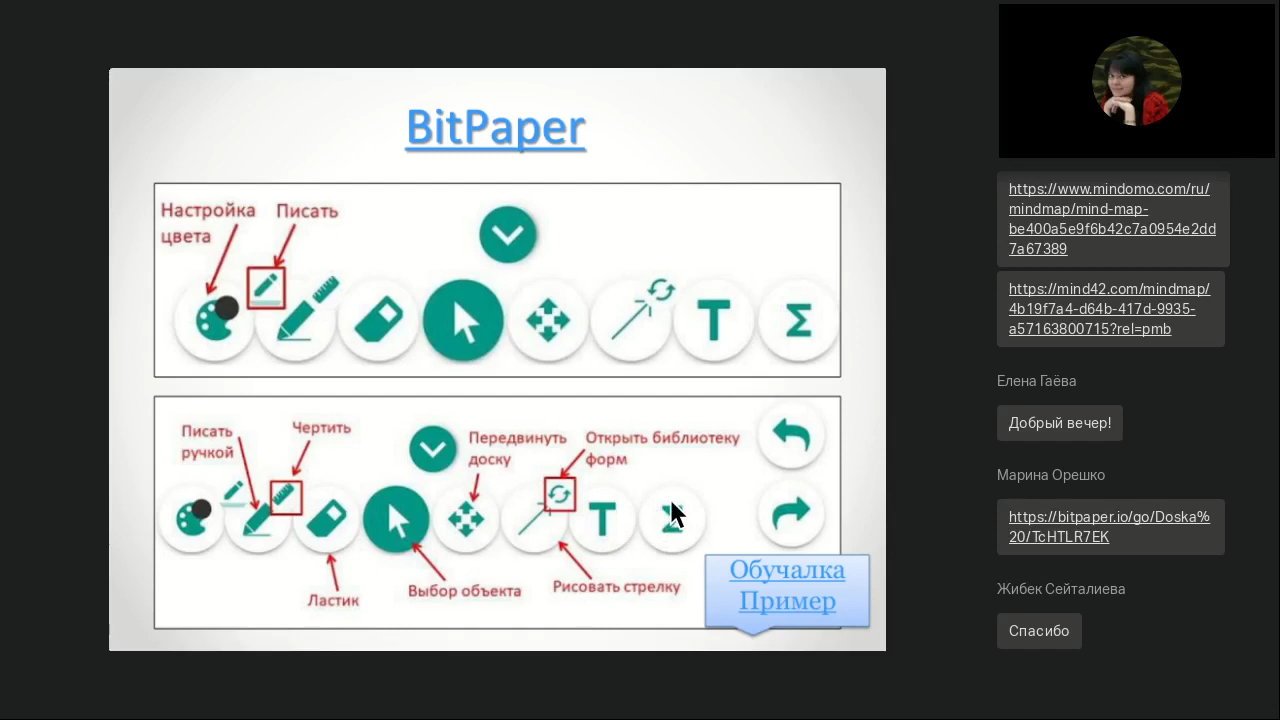 BitPaper
Настройка
цвета
Писать
T
Σ
Писать
ручкой
Чертить
Передвинуть
доску
Открыть библиотеку
форм
T
Ластик
Выбор объекта
Рисовать стрелку
Обучалка
Пример
https://www.mindomo.com/ru/
mindmap/mind-map-
be400a5e9f6b42c7a0954e2dd
7a67389
https://mind42.com/mindmap/
4b19f7a4-d64b-417d-9935-
a57163800715?rel=pmb
Елена Гаёва
Добрый вечер!
Марина Орешко
https://bitpaper.io/go/Doska%
20/TcHTLR7EK
Жибек Сейталиева
Спасибо